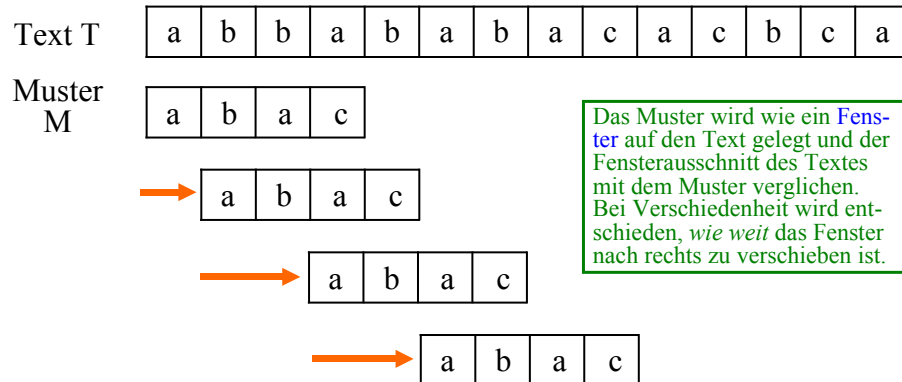 Text T a b b a b a b a c a c b c a
Muster
M
a b a c
Das Muster wird wie ein Fens-
ter auf den Text gelegt und der
Fensterausschnitt des Textes
mit dem Muster verglichen.
Bei Verschiedenheit wird ent-
schieden, wie weit das Fenster
nach rechts zu verschieben ist.
a b a c
a b a c
a b a c